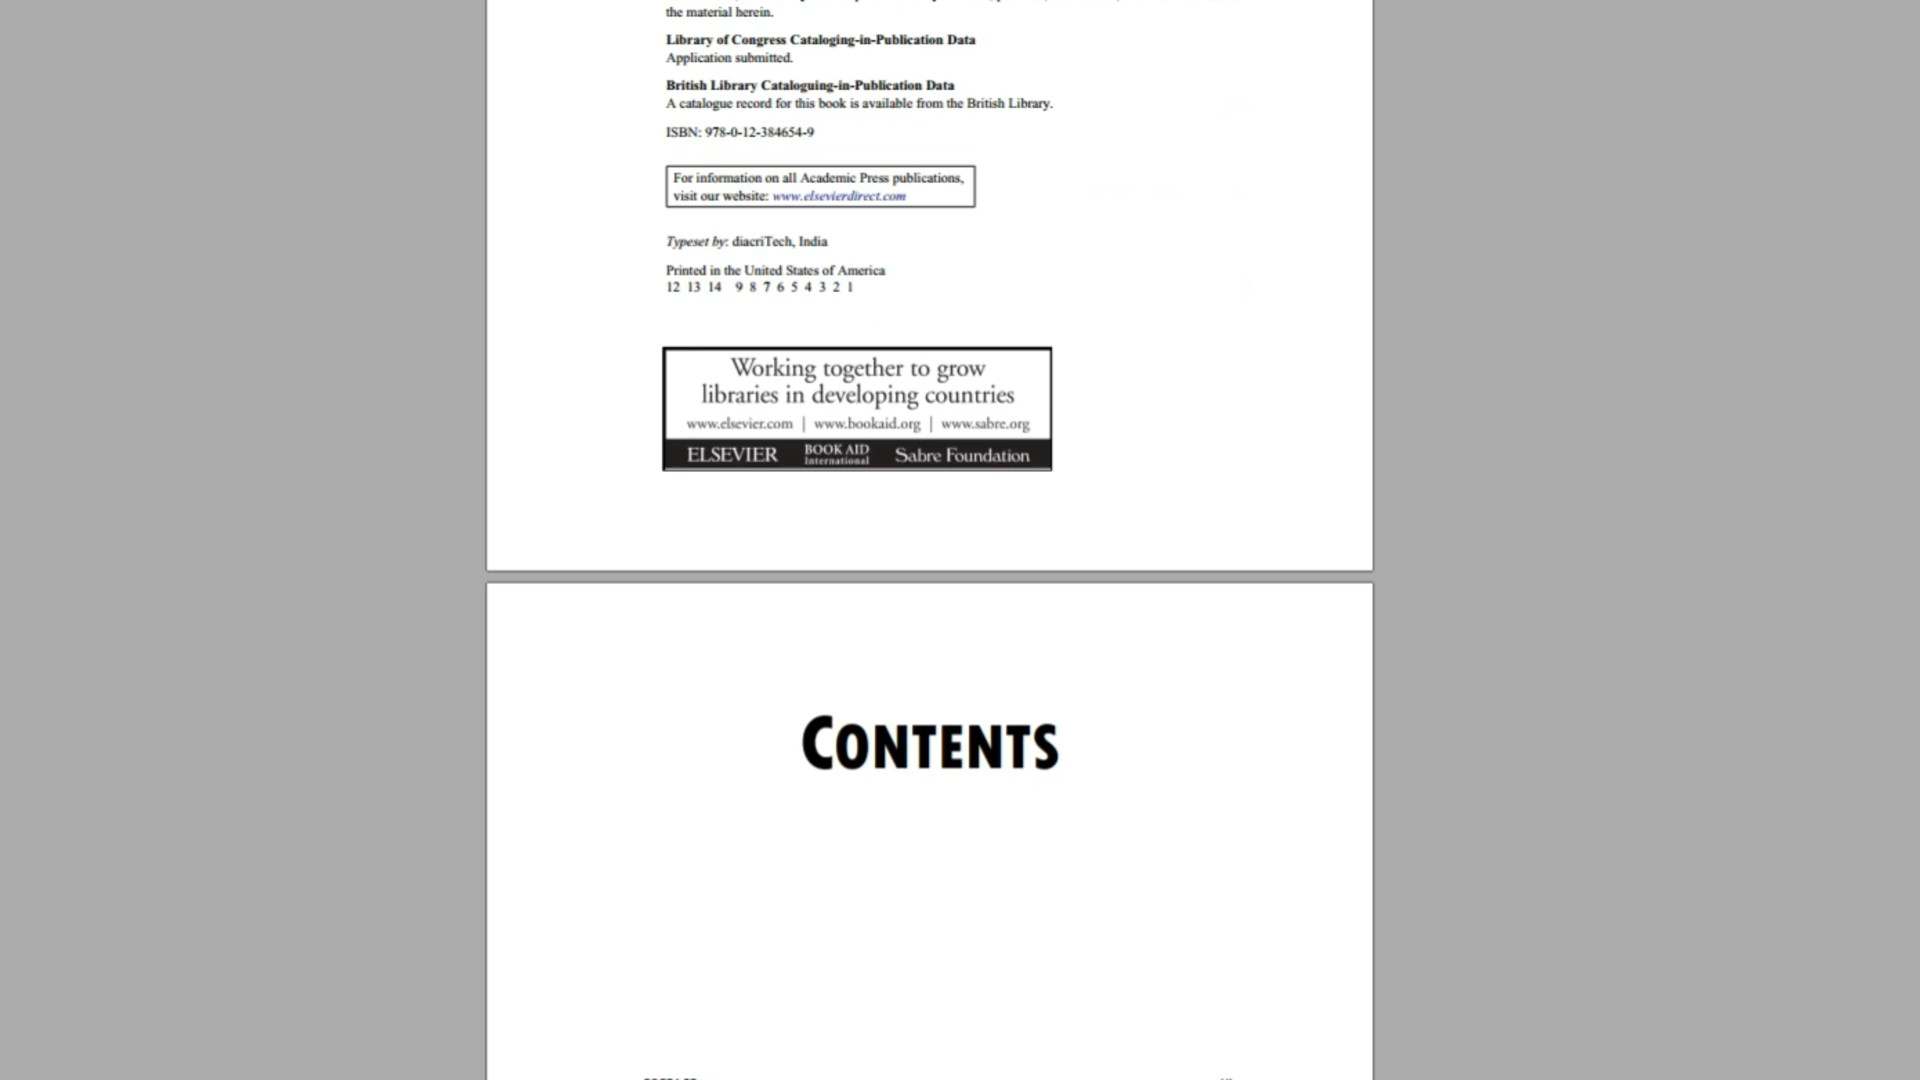 the material herein.
Library of Congress Cataloging-in-Publication Data
Application submitted.
British Library Cataloguing-in-Publication Data
A catalogue record for this book is available from the British Library.
ISBN: 978-0-12-384654-9
For information on all Academic Press publications,
visit our website: www.elsevierdirect.com
Typeset by: diacriTech, India
Printed in the United States of America
12 13 14 9 8 7 6 5 4 3 2 1
Working together to grow
libraries in developing countries
www.elsevier.com | www.bookaid.org | www.sabre.org
ELSEVIER BOOK AID International Sabre Foundation
CONTENTS